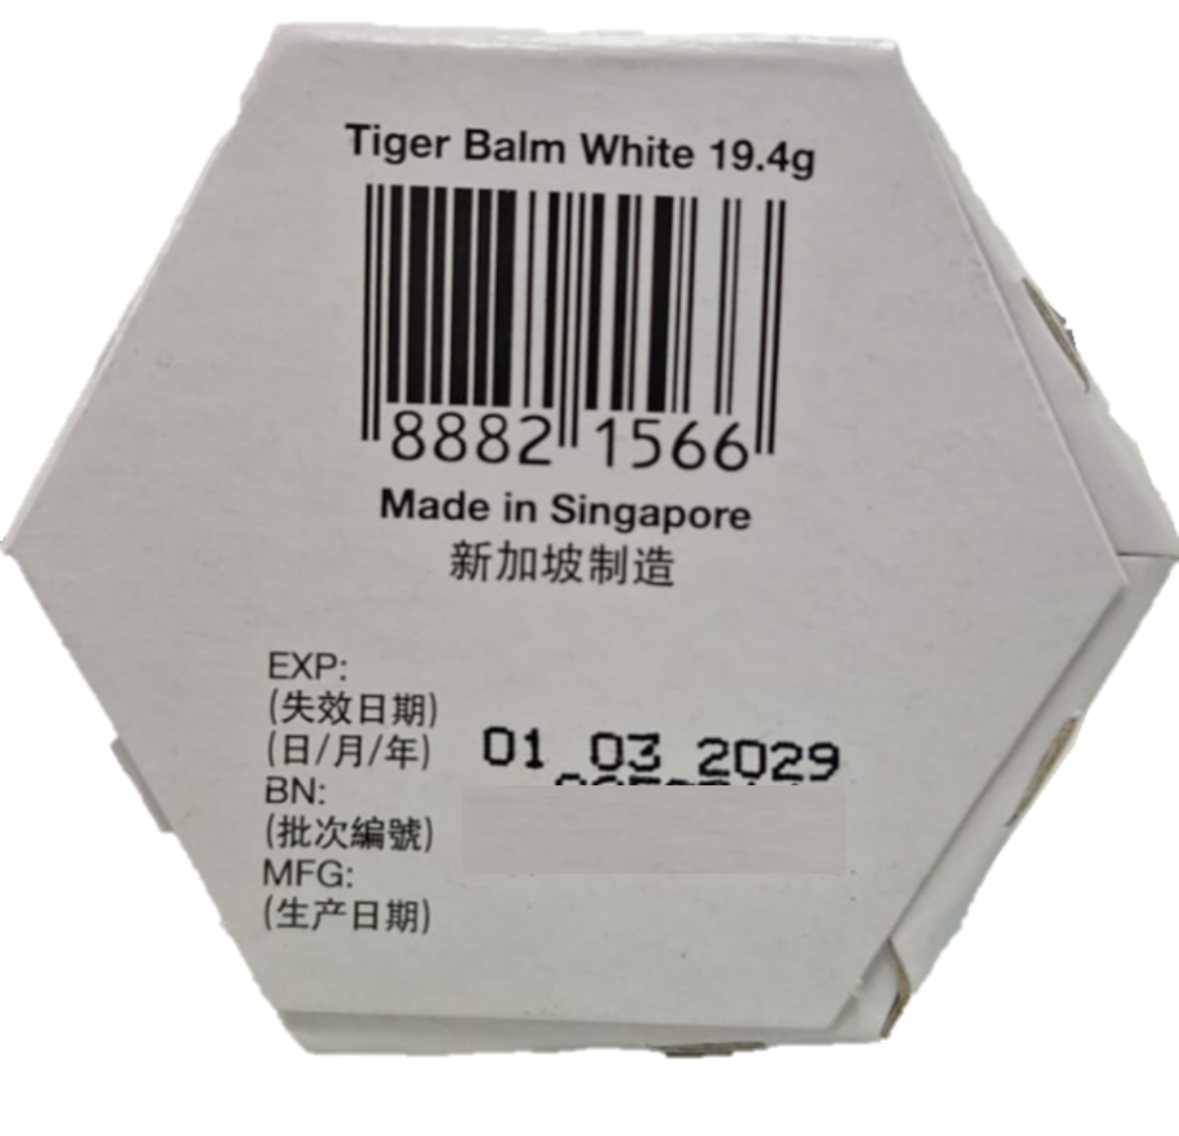 Tiger Balm White 19.4g
8882 1566
Made in Singapore
新加坡制造
EXP:
(失效日期)
(日/月/年) 01 03 2029
BN:
(批次編號)
MFG:
(生产日期)